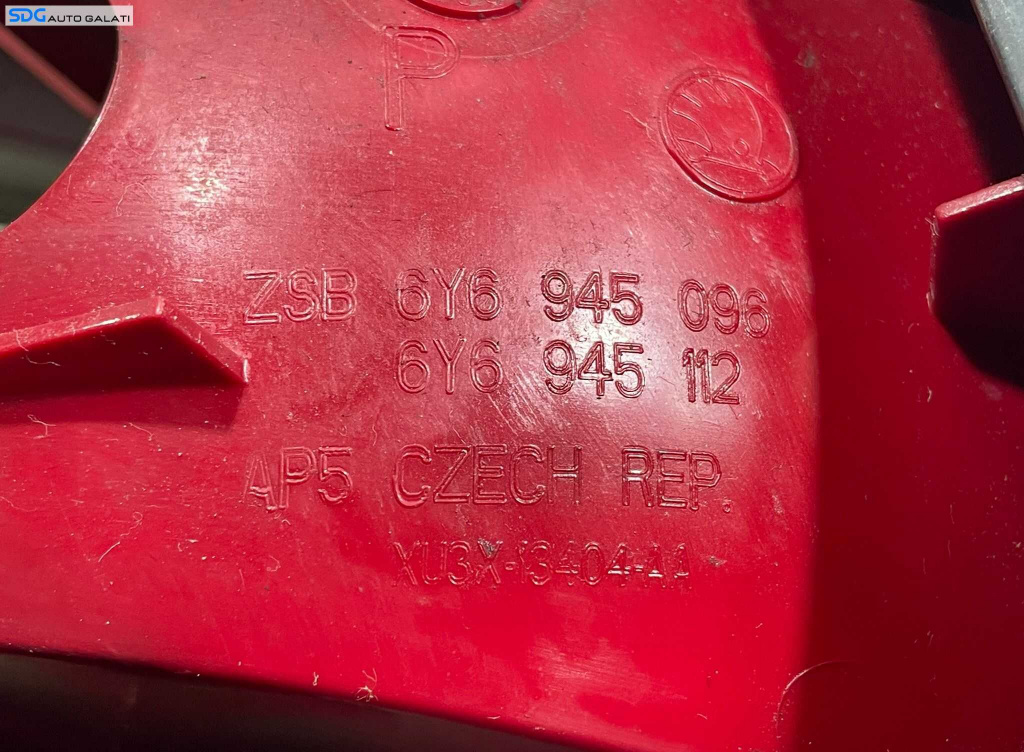 SDG AUTO GALATI
P
ZSB 6Y6 945 096
6Y6 945 112
AP5 CZECH REP.
XU3X-13404-AA